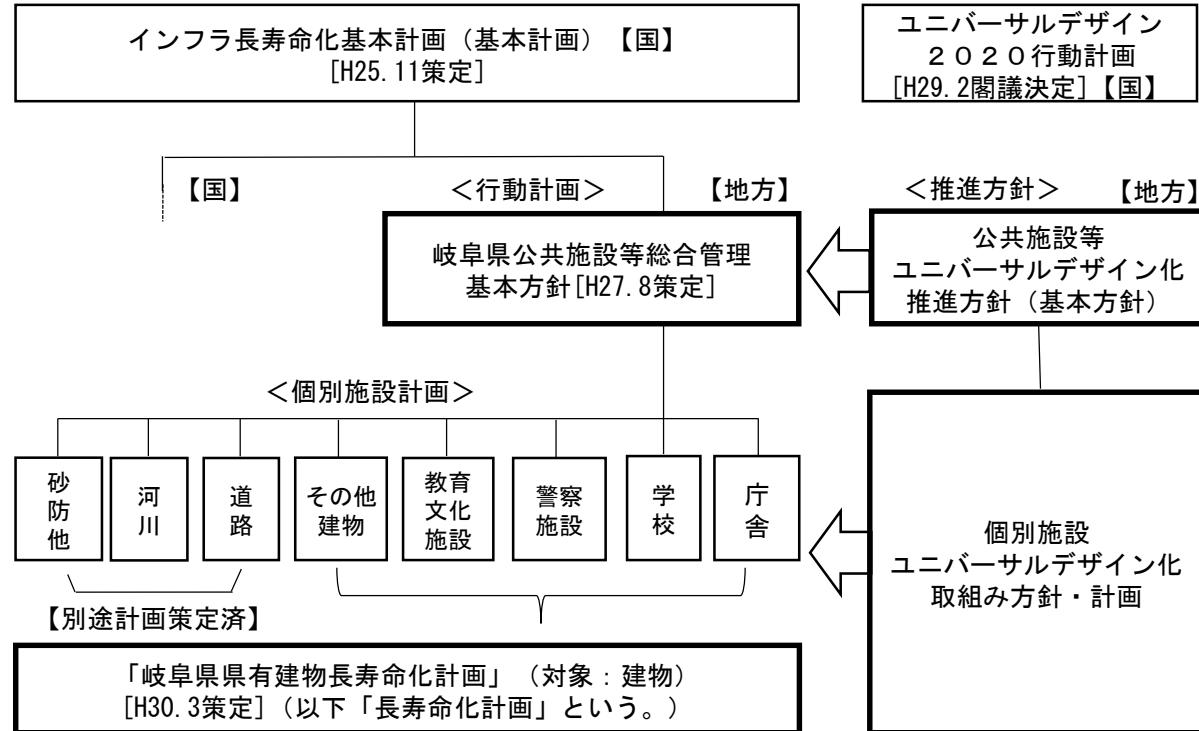 インフラ長寿命化基本計画（基本計画）【国】
[H25.11策定]
ユニバーサルデザイン
２０２０行動計画
[H29.2閣議決定]【国】
【国】
＜行動計画＞
【地方】
＜推進方針＞
【地方】
岐阜県公共施設等総合管理
基本方針[H27.8策定]
公共施設等
ユニバーサルデザイン化
推進方針（基本方針）
＜個別施設計画＞
砂防他
河川
道路
その他
建物
教育
文化
施設
警察
施設
学校
庁舎
個別施設
ユニバーサルデザイン化
取組み方針・計画
【別途計画策定済】
「岐阜県県有建物長寿命化計画」（対象：建物）
[H30.3策定]（以下「長寿命化計画」という。）